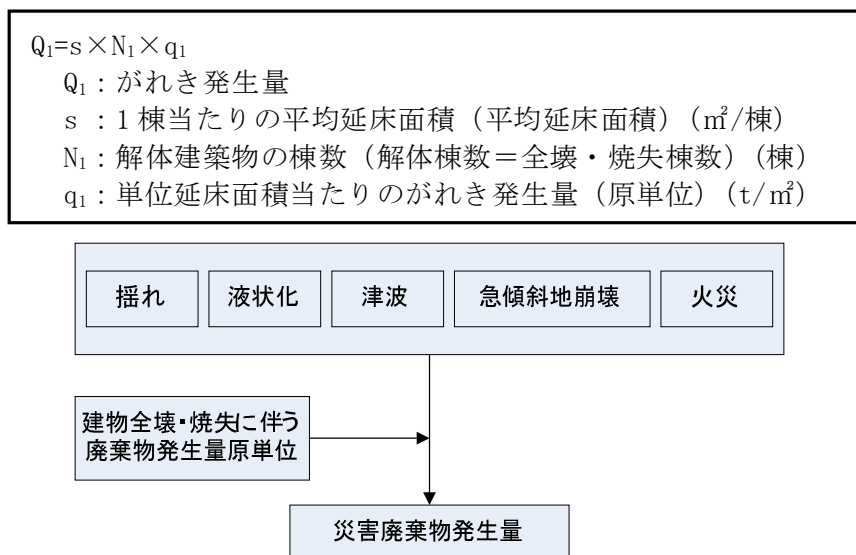 Q₁=s×N₁×q₁
Q₁：がれき発生量
s ：1棟当たりの平均延床面積（平均延床面積）（㎡/棟）
N₁：解体建築物の棟数（解体棟数＝全壊・焼失棟数）（棟）
q₁：単位延床面積当たりのがれき発生量（原単位）（t/㎡）
揺れ 液状化 津波 急傾斜地崩壊 火災
建物全壊・焼失に伴う
廃棄物発生量原単位
災害廃棄物発生量